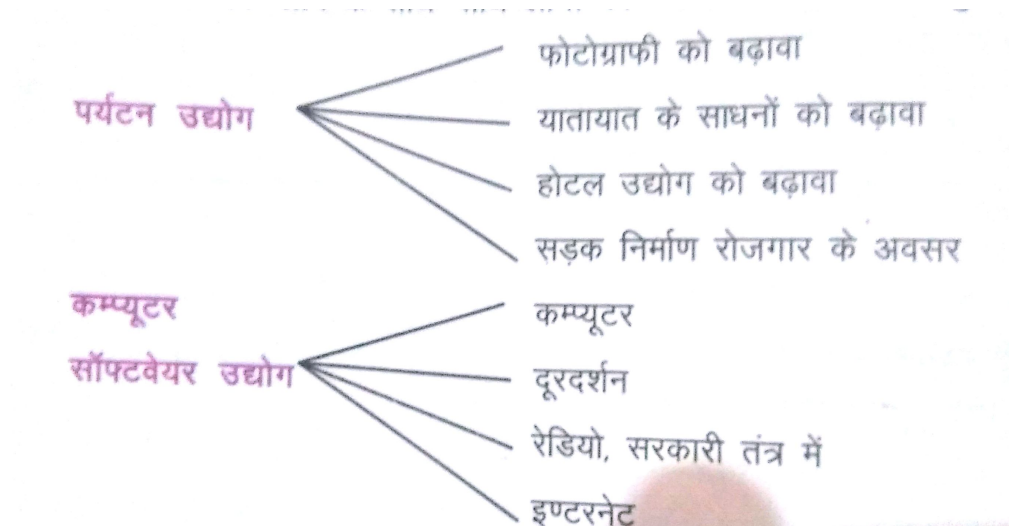 फोटोग्राफी को बढ़ावा
पर्यटन उद्योग
यातायात के साधनों को बढ़ावा
होटल उद्योग को बढ़ावा
सड़क निर्माण रोजगार के अवसर
कम्प्यूटर
कम्प्यूटर
सॉफ्टवेयर उद्योग
दूरदर्शन
रेडियो, सरकारी तंत्र में
इण्टरनेट